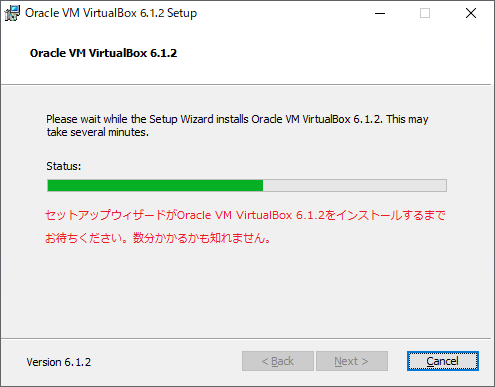 Oracle VM VirtualBox 6.1.2 Setup
Oracle VM VirtualBox 6.1.2
Please wait while the Setup Wizard installs Oracle VM VirtualBox 6.1.2. This may
take several minutes.
Status:
セットアップウィザードがOracle VM VirtualBox 6.1.2をインストールするまで
お待ちください。数分かかるかも知れません。
Version 6.1.2
< Back
Next >
Cancel